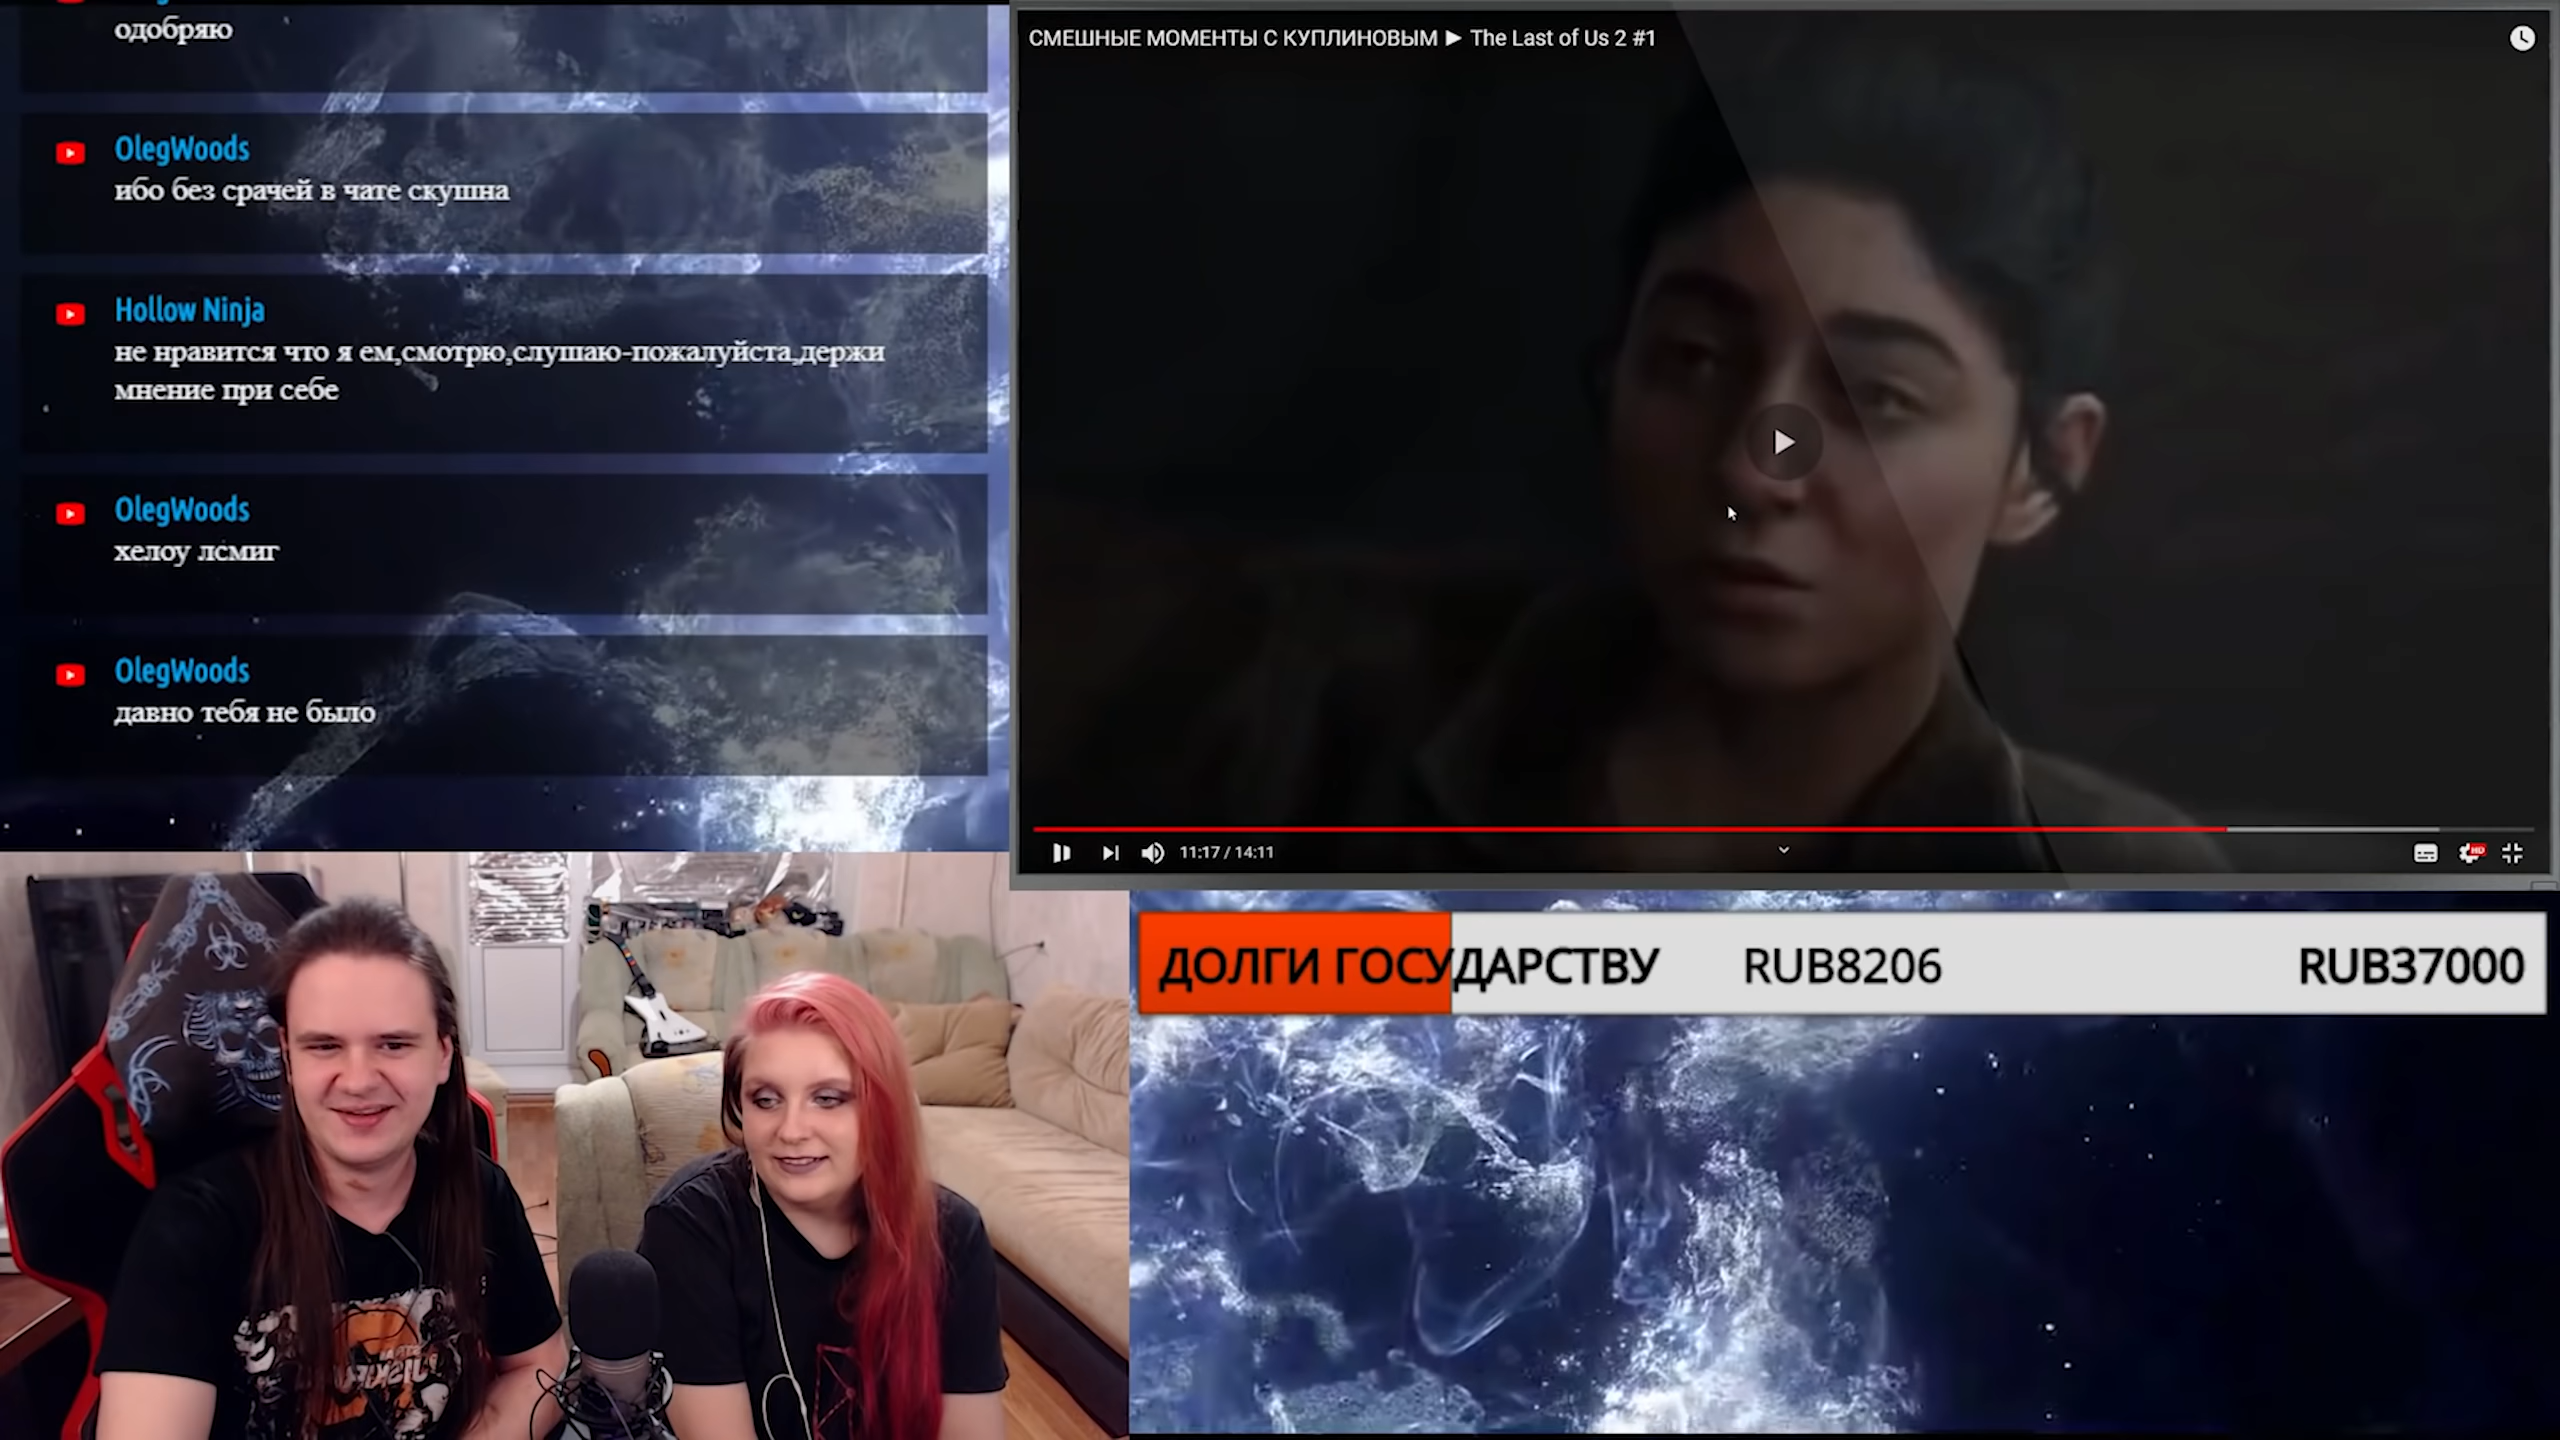 одобряю
OlegWoods
ибо без срачей в чате скушна
Hollow Ninja
не нравится что я ем,смотрю,слушаю-пожалуйста,держи
мнение при себе
OlegWoods
хелоу лсмиг
OlegWoods
давно тебя не было
СМЕШНЫЕ МОМЕНТЫ С КУПЛИНОВЫМ ► The Last of Us 2 #1
11:17 / 14:11
HD
ДОЛГИ ГОСУДАРСТВУ RUB8206 RUB37000